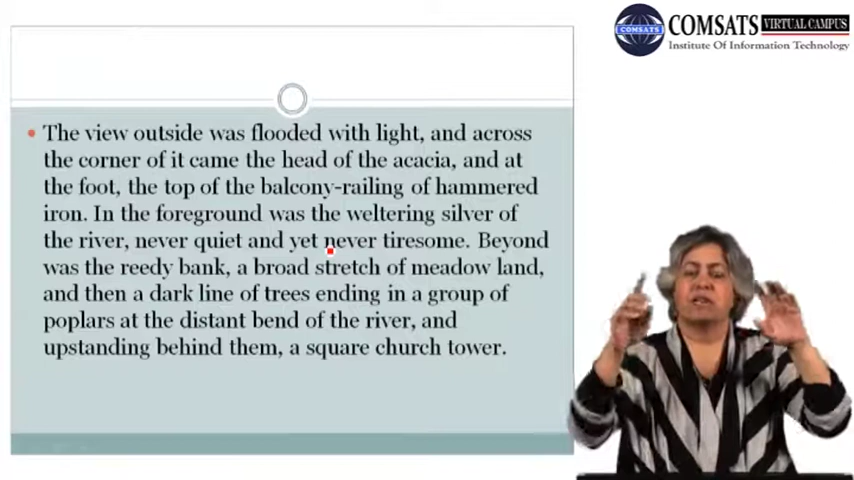 COMSATS
COMSATS VIRTUAL CAMPUS
Institute Of Information Technology
• The view outside was flooded with light, and across
the corner of it came the head of the acacia, and at
the foot, the top of the balcony-railing of hammered
iron. In the foreground was the weltering silver of
the river, never quiet and yet never tiresome. Beyond
was the reedy bank, a broad stretch of meadow land,
and then a dark line of trees ending in a group of
poplars at the distant bend of the river, and
upstanding behind them, a square church tower.